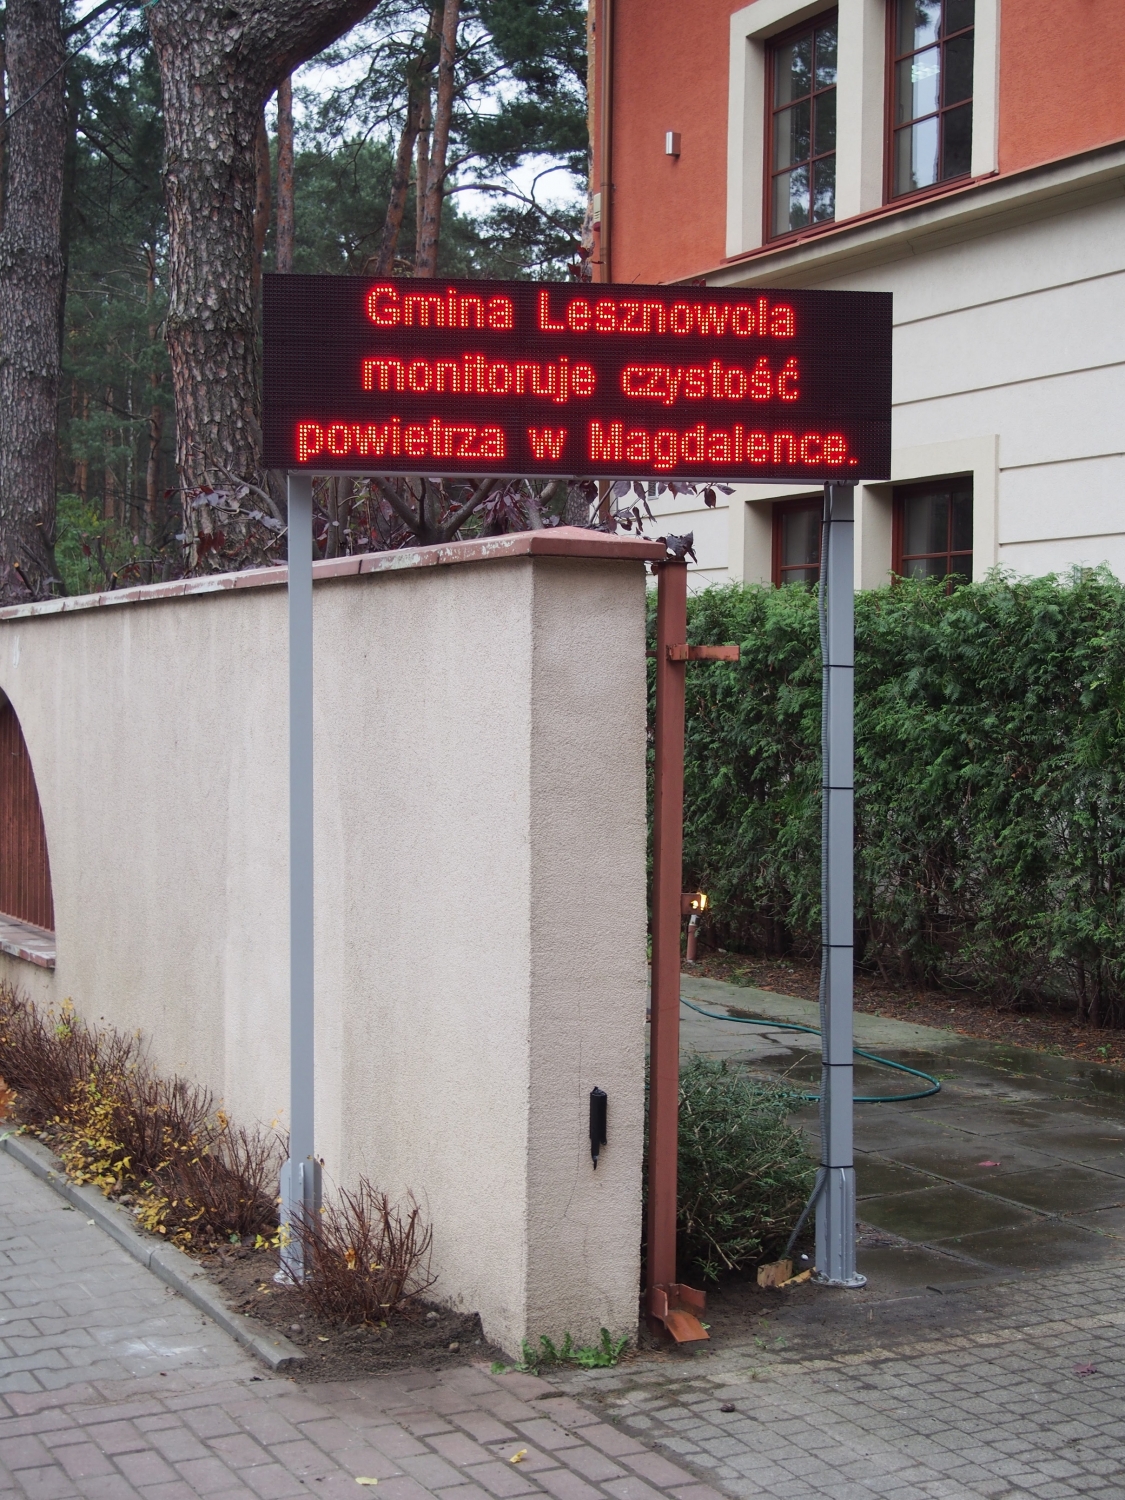 Gmina Lesznowola
monitoruje czystość
powietrza w Magdalence.